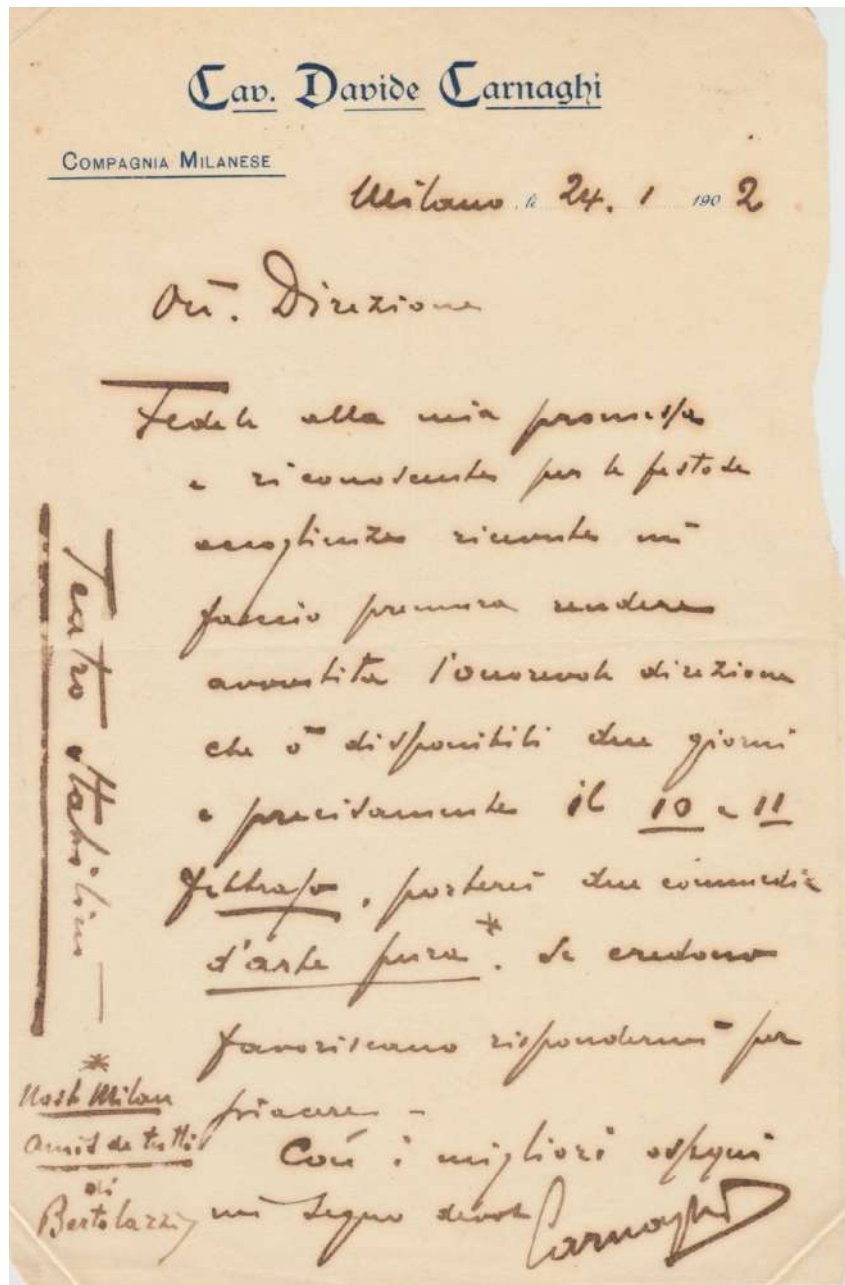 Cav. Davide Carnaghi
COMPAGNIA MILANESE
Milano, li 24. 1 1902
On. Direzione
Fedele alla mia promessa
e riconoscente per le festose
accoglienze ricevute mi
faccio premura rendere
avvertita l'onorevole direzione
che ò disponibili due giorni
e precisamente il 10 e 11
febbrajo, porterei due commedie
d'arte pura*. Se credono
favoriscano rispondermi per
piacere -
Con i migliori ossequi
mi segno devot
Carnaghi
Teatro Stabilini
*
Nost Milan
Amis de tutti
di
Bertolazzi